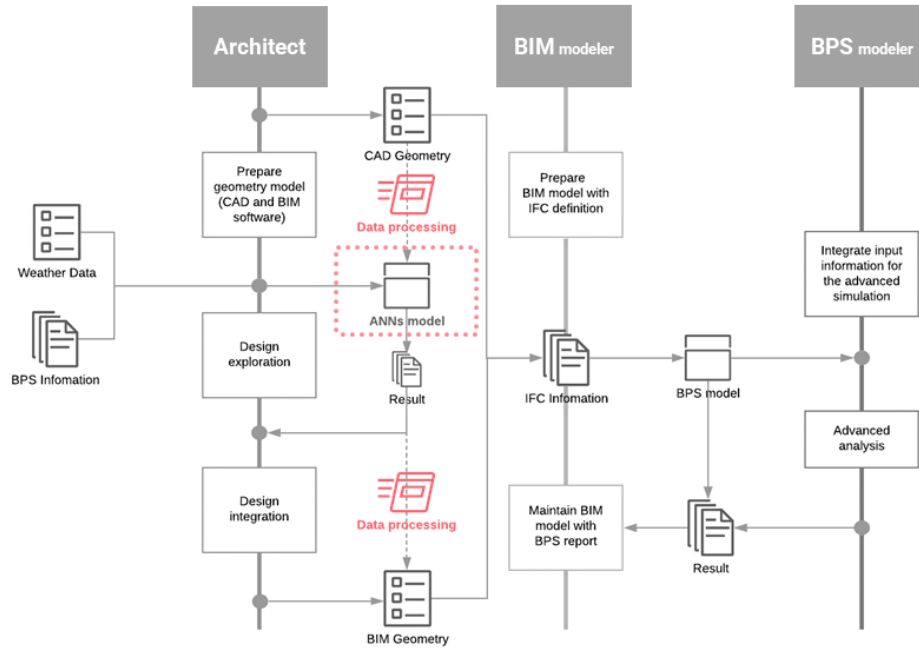 Architect
BIM modeler
BPS modeler
CAD Geometry
Prepare
geometry model
(CAD and BIM
software)
Prepare
BIM model with
IFC definition
Data processing
Weather Data
Integrate input
information for
the advanced
simulation
ANNs model
BPS Infomation
Design
exploration
Result
IFC Infomation
BPS model
Advanced
analysis
Design
integration
Data processing
Maintain BIM
model with
BPS report
Result
BIM Geometry